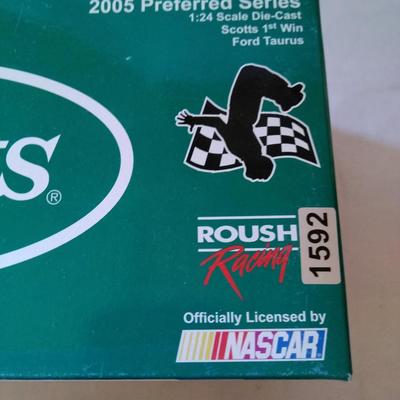 2005 Preferred Series
1:24 Scale Die-Cast
Scotts 1st Win
Ford Taurus
ts®
ROUSH
Racing
1592
Officially Licensed by
NASCAR